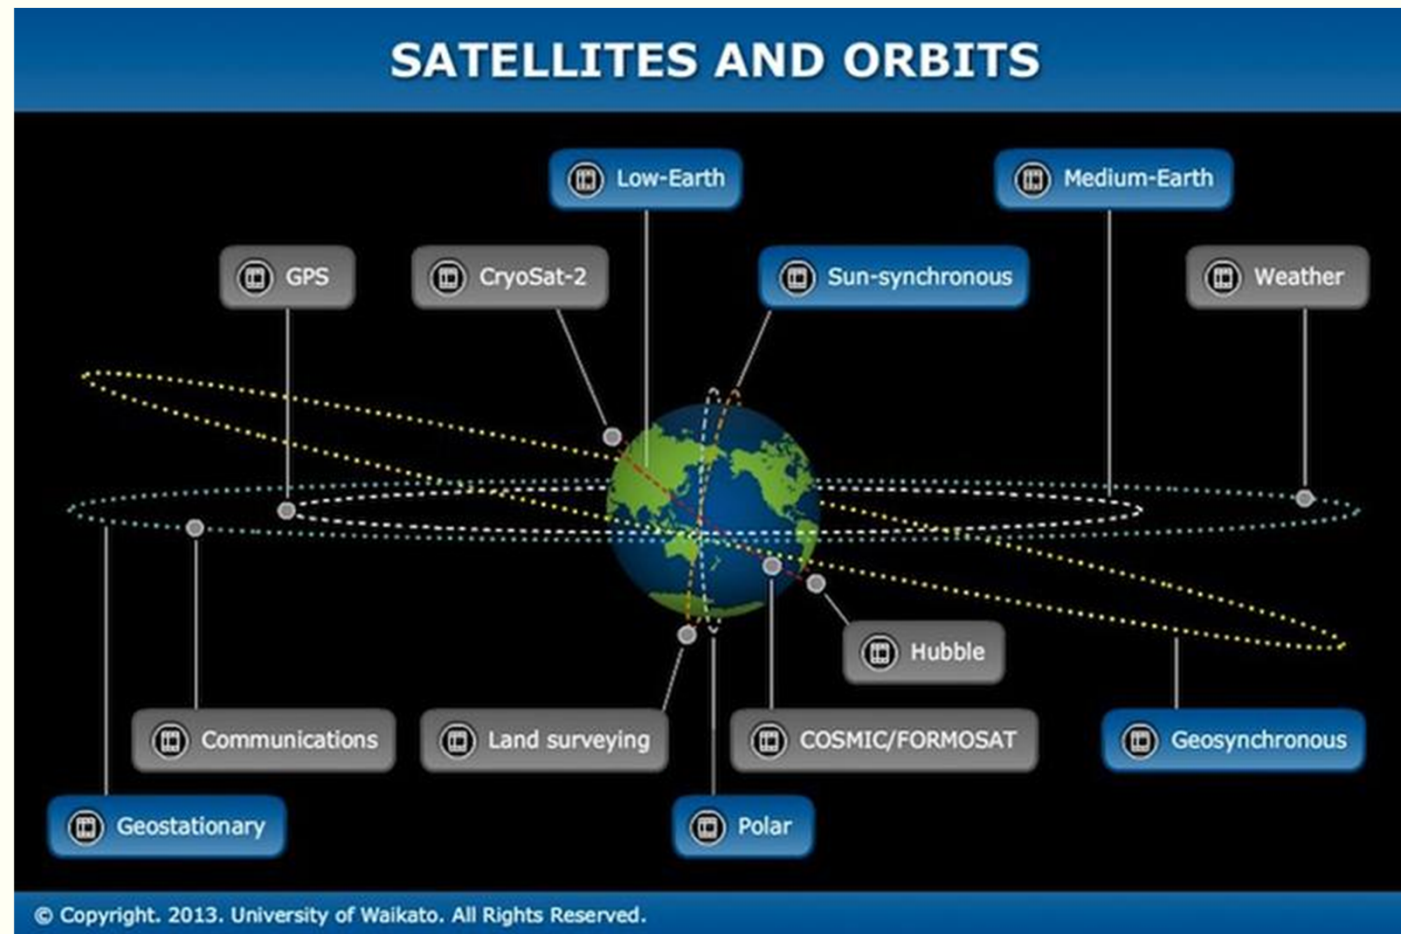 SATELLITES AND ORBITS
Low-Earth
Medium-Earth
GPS
CryoSat-2
Sun-synchronous
Weather
Hubble
Communications
Land surveying
COSMIC/FORMOSAT
Geosynchronous
Geostationary
Polar
© Copyright. 2013. University of Waikato. All Rights Reserved.